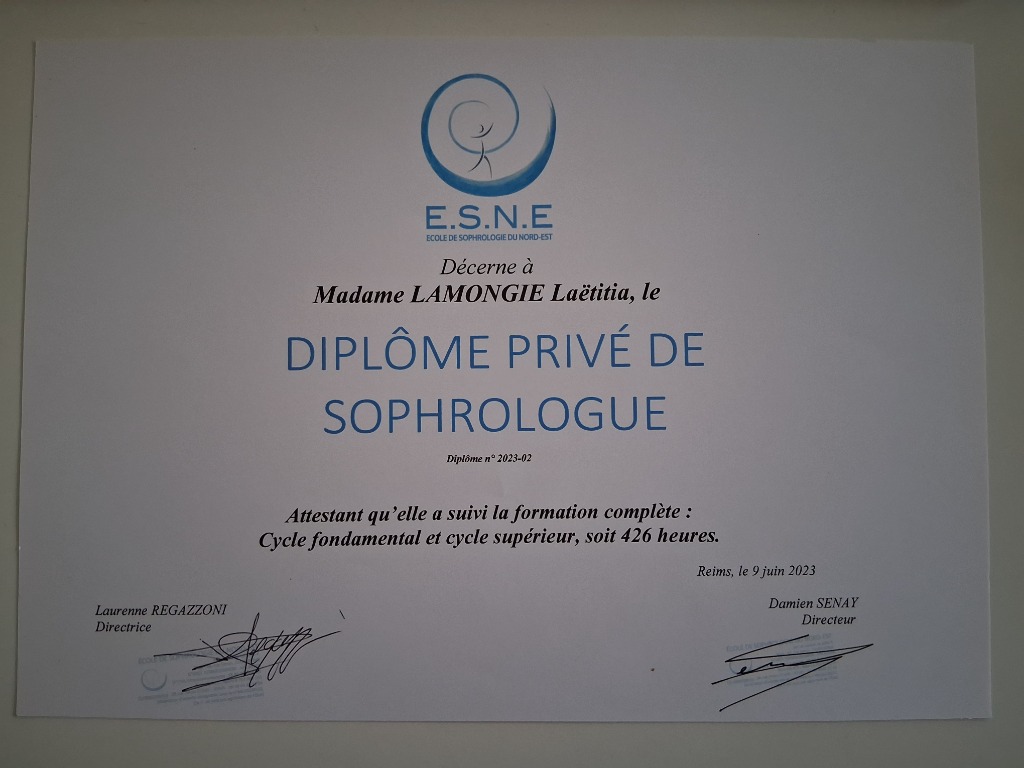 E.S.N.E
ECOLE DE SOPHROLOGIE DU NORD-EST
Décerne à
Madame LAMONGIE Laëtitia, le
DIPLÔME PRIVÉ DE
SOPHROLOGUE
Diplôme n° 2023-02
Attestant qu'elle a suivi la formation complète :
Cycle fondamental et cycle supérieur, soit 426 heures.
Reims, le 9 juin 2023
Laurenne REGAZZONI
Directrice
Damien SENAY
Directeur